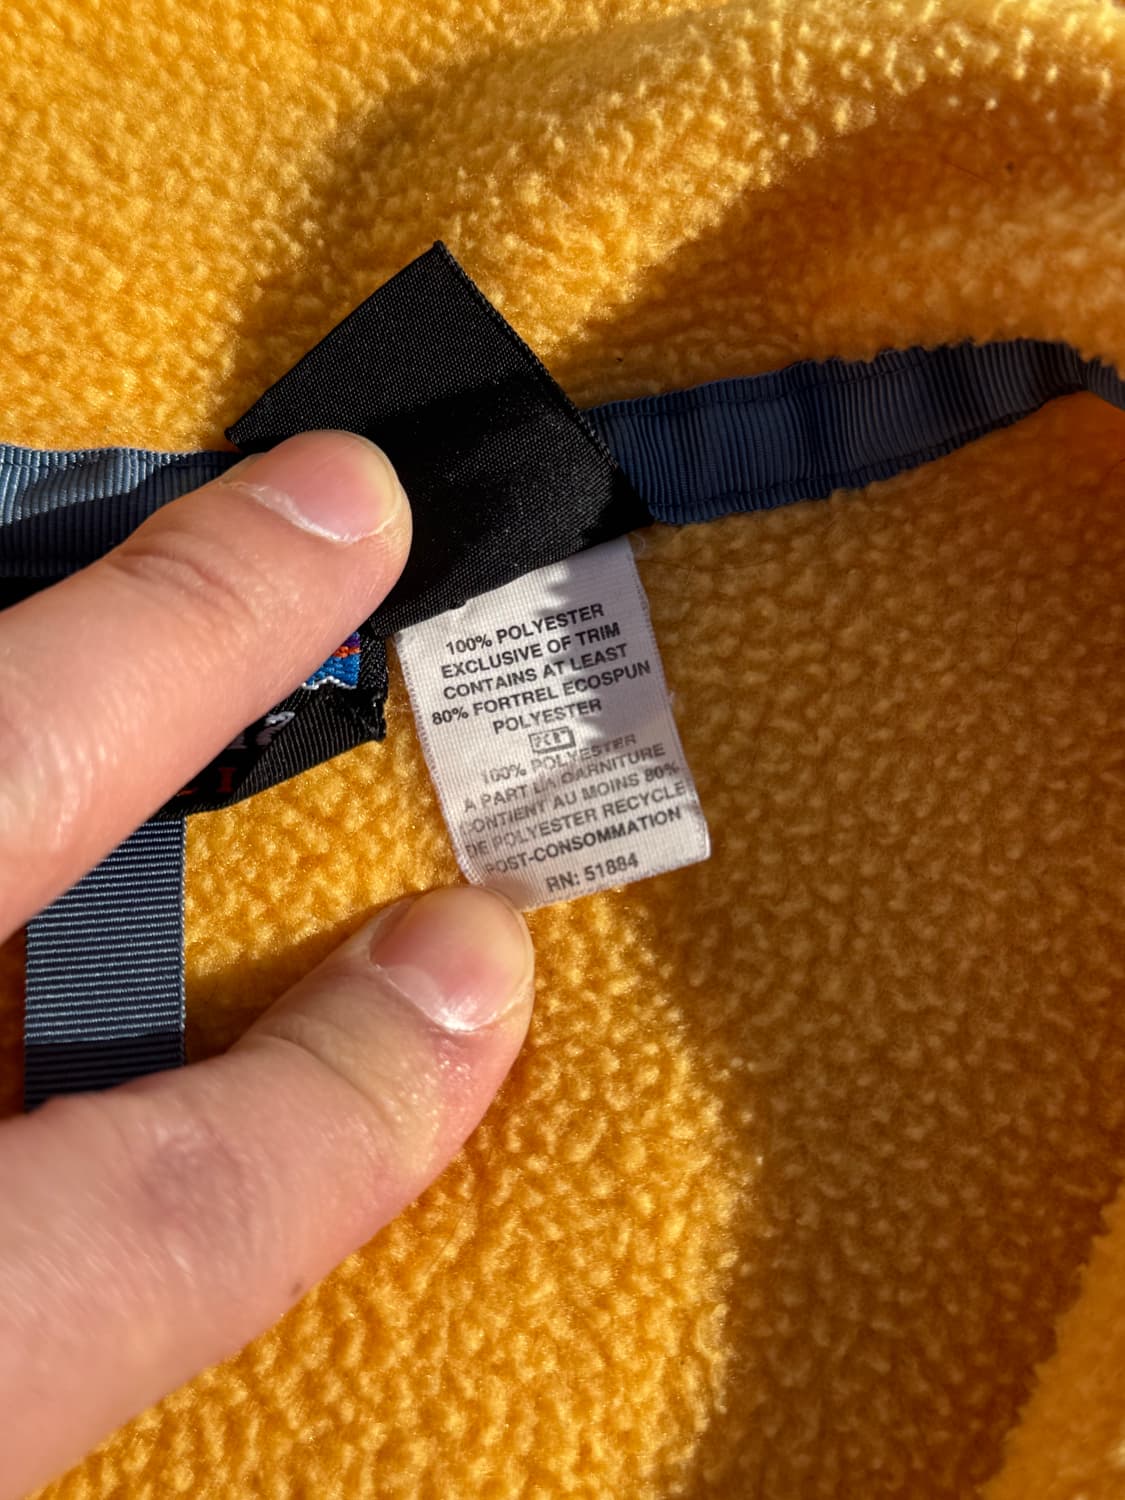 100% POLYESTER
EXCLUSIVE OF TRIM
CONTAINS AT LEAST
80% FORTREL ECOSPUN
POLYESTER
XL
100% POLYESTER
A PART LA GARNITURE
CONTIENT AU MOINS 80%
DE POLYESTER RECYCLE
POST-CONSOMMATION
RN: 51884